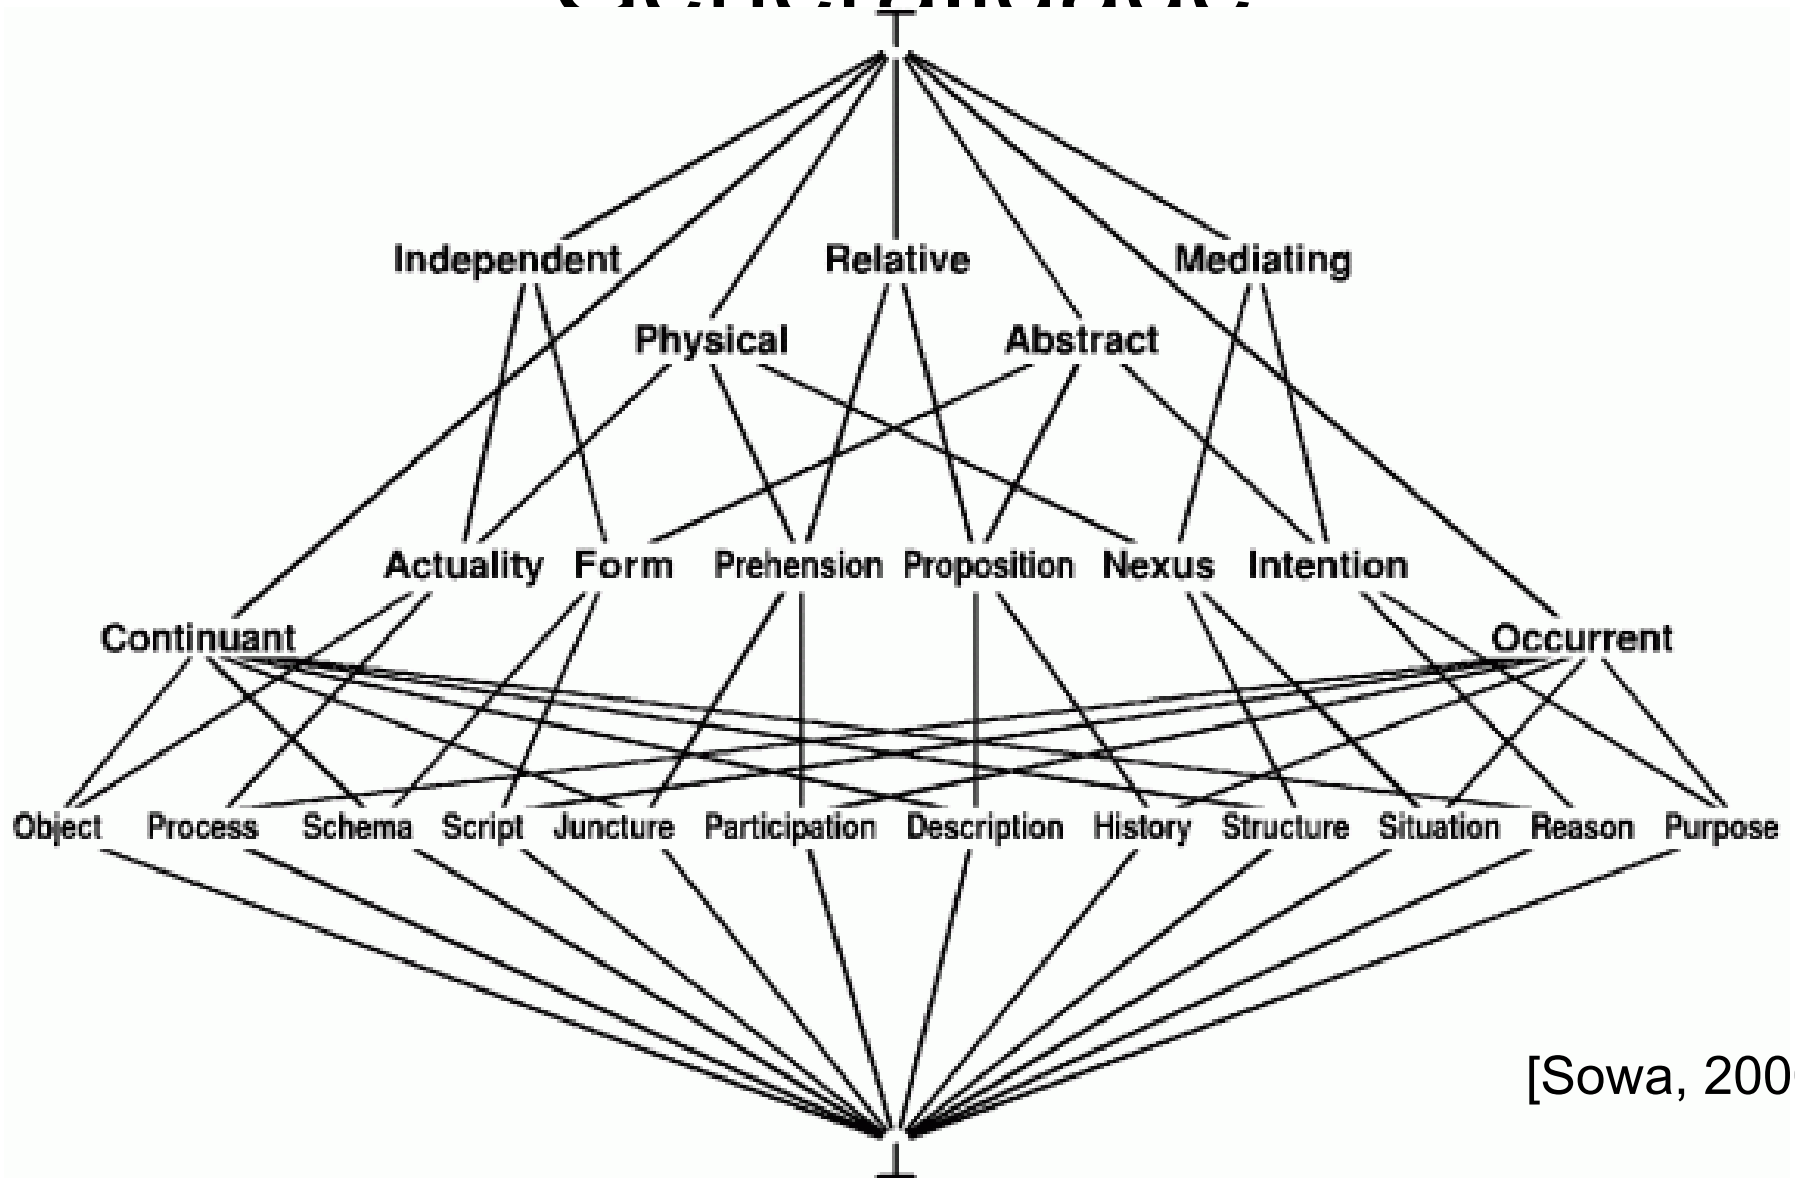 Independent Relative Mediating
Physical Abstract
Actuality Form Prehension Proposition Nexus Intention
Continuant Occurrent
Object Process Schema Script Juncture Participation Description History Structure Situation Reason Purpose
[Sowa, 200